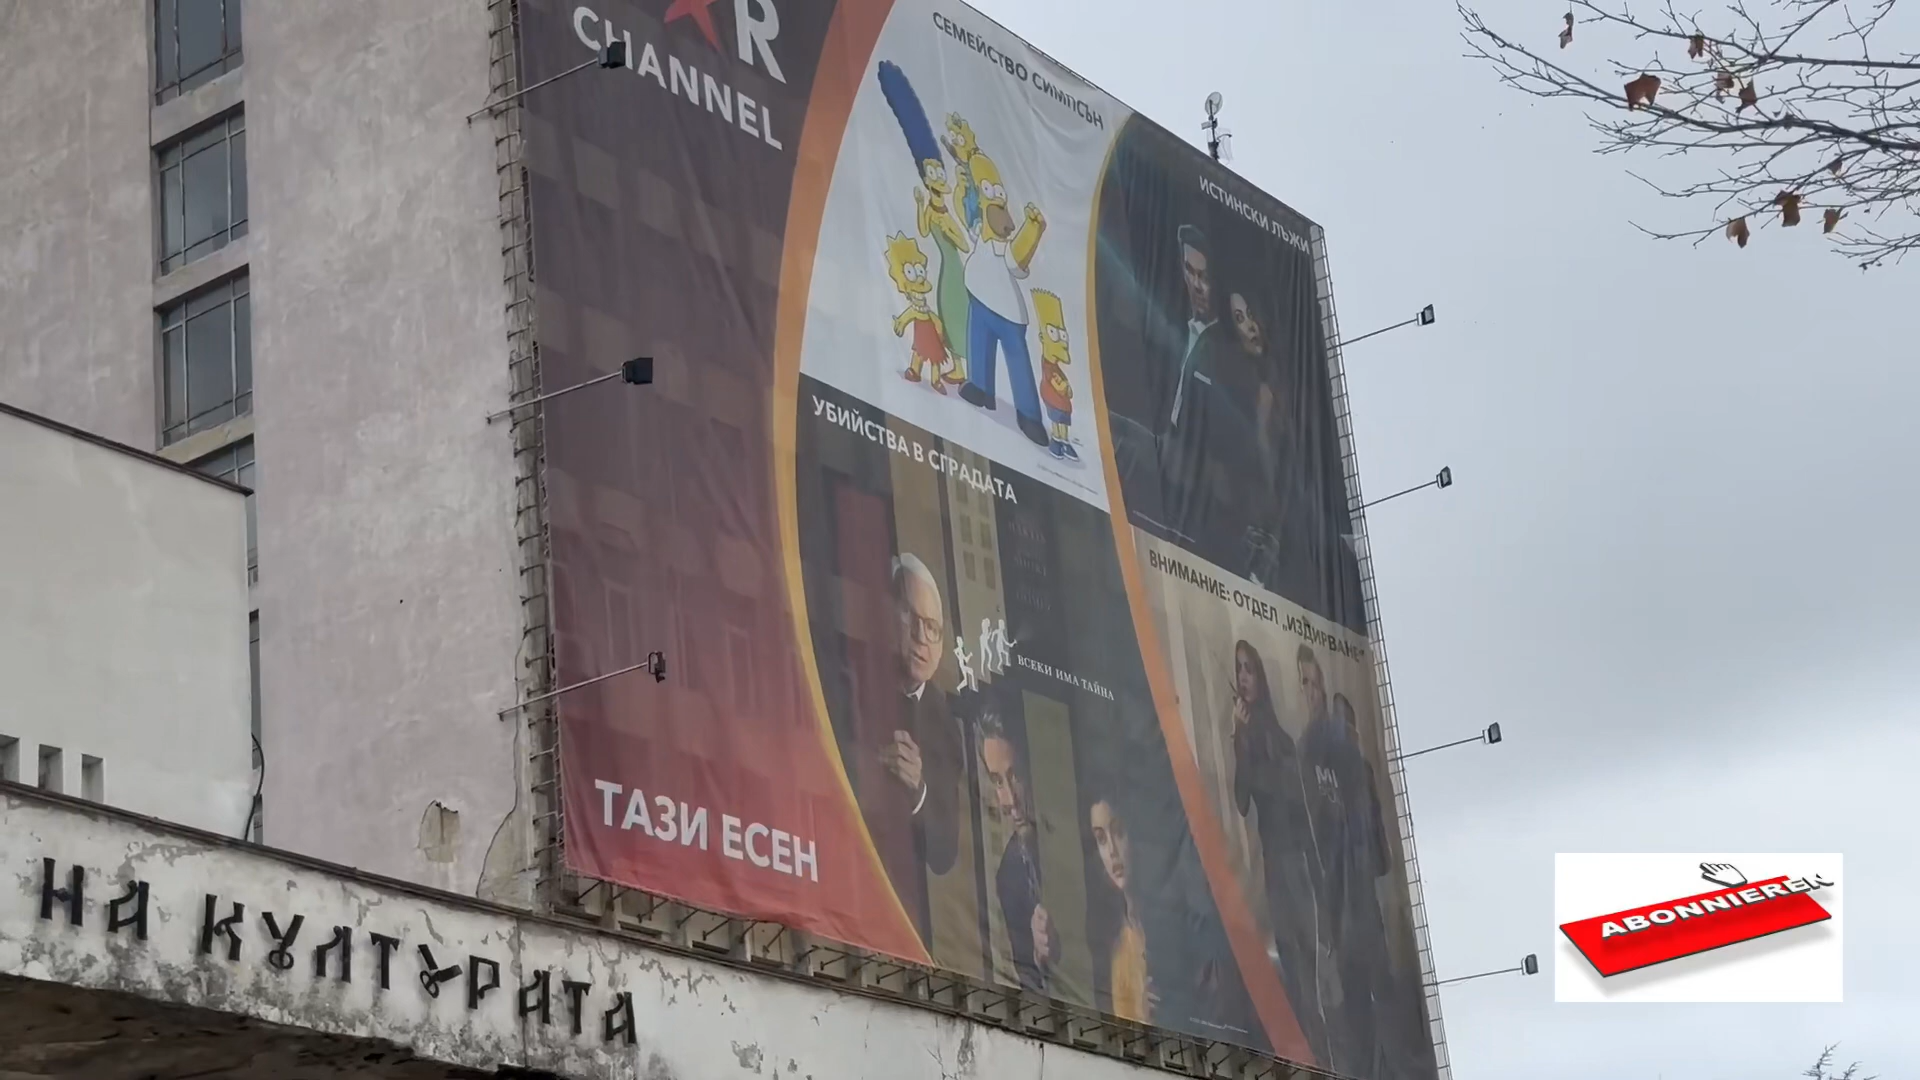 R
CHANNEL
СЕМЕЙСТВО СИМПСЪН
ИСТИНСКИ ЛЪЖИ
УБИЙСТВА В СГРАДАТА
ВНИМАНИЕ: ОТДЕЛ „ИЗДИРВАНЕ“
ВСЕКИ ИМА ТАЙНА
ТАЗИ ЕСЕН
НА КУЛТУРАТА
ABONNIEREN